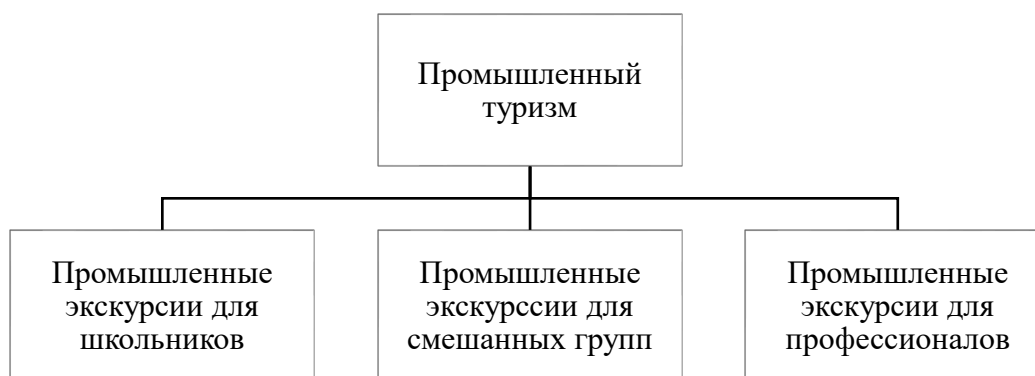 Промышленный
туризм
Промышленные
экскурсии для
школьников
Промышленные
экскурссии для
смешанных групп
Промышленные
экскурсии для
профессионалов